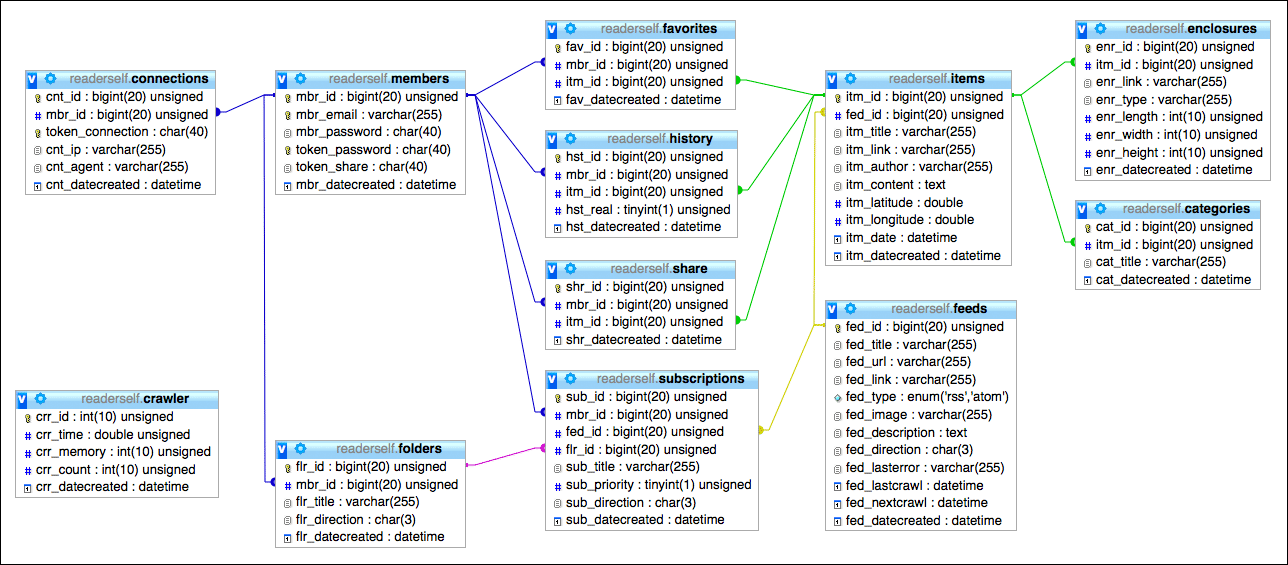 readerself.connections
cnt_id : bigint(20) unsigned
mbr_id : bigint(20) unsigned
token_connection : char(40)
cnt_ip : varchar(255)
cnt_agent : varchar(255)
cnt_datecreated : datetime
readerself.members
mbr_id : bigint(20) unsigned
mbr_email : varchar(255)
mbr_password : char(40)
token_password : char(40)
token_share : char(40)
mbr_datecreated : datetime
readerself.favorites
fav_id : bigint(20) unsigned
mbr_id : bigint(20) unsigned
itm_id : bigint(20) unsigned
fav_datecreated : datetime
readerself.history
hst_id : bigint(20) unsigned
mbr_id : bigint(20) unsigned
itm_id : bigint(20) unsigned
hst_real : tinyint(1) unsigned
hst_datecreated : datetime
readerself.share
shr_id : bigint(20) unsigned
mbr_id : bigint(20) unsigned
itm_id : bigint(20) unsigned
shr_datecreated : datetime
readerself.subscriptions
sub_id : bigint(20) unsigned
mbr_id : bigint(20) unsigned
fed_id : bigint(20) unsigned
flr_id : bigint(20) unsigned
sub_title : varchar(255)
sub_priority : tinyint(1) unsigned
sub_direction : char(3)
sub_datecreated : datetime
readerself.items
itm_id : bigint(20) unsigned
fed_id : bigint(20) unsigned
itm_title : varchar(255)
itm_link : varchar(255)
itm_author : varchar(255)
itm_content : text
itm_latitude : double
itm_longitude : double
itm_date : datetime
itm_datecreated : datetime
readerself.feeds
fed_id : bigint(20) unsigned
fed_title : varchar(255)
fed_url : varchar(255)
fed_link : varchar(255)
fed_type : enum('rss','atom')
fed_image : varchar(255)
fed_description : text
fed_direction : char(3)
fed_lasterror : varchar(255)
fed_lastcrawl : datetime
fed_nextcrawl : datetime
fed_datecreated : datetime
readerself.enclosures
enr_id : bigint(20) unsigned
itm_id : bigint(20) unsigned
enr_link : varchar(255)
enr_type : varchar(255)
enr_length : int(10) unsigned
enr_width : int(10) unsigned
enr_height : int(10) unsigned
enr_datecreated : datetime
readerself.categories
cat_id : bigint(20) unsigned
itm_id : bigint(20) unsigned
cat_title : varchar(255)
cat_datecreated : datetime
readerself.crawler
crr_id : int(10) unsigned
crr_time : double unsigned
crr_memory : int(10) unsigned
crr_count : int(10) unsigned
crr_datecreated : datetime
readerself.folders
flr_id : bigint(20) unsigned
mbr_id : bigint(20) unsigned
flr_title : varchar(255)
flr_direction : char(3)
flr_datecreated : datetime